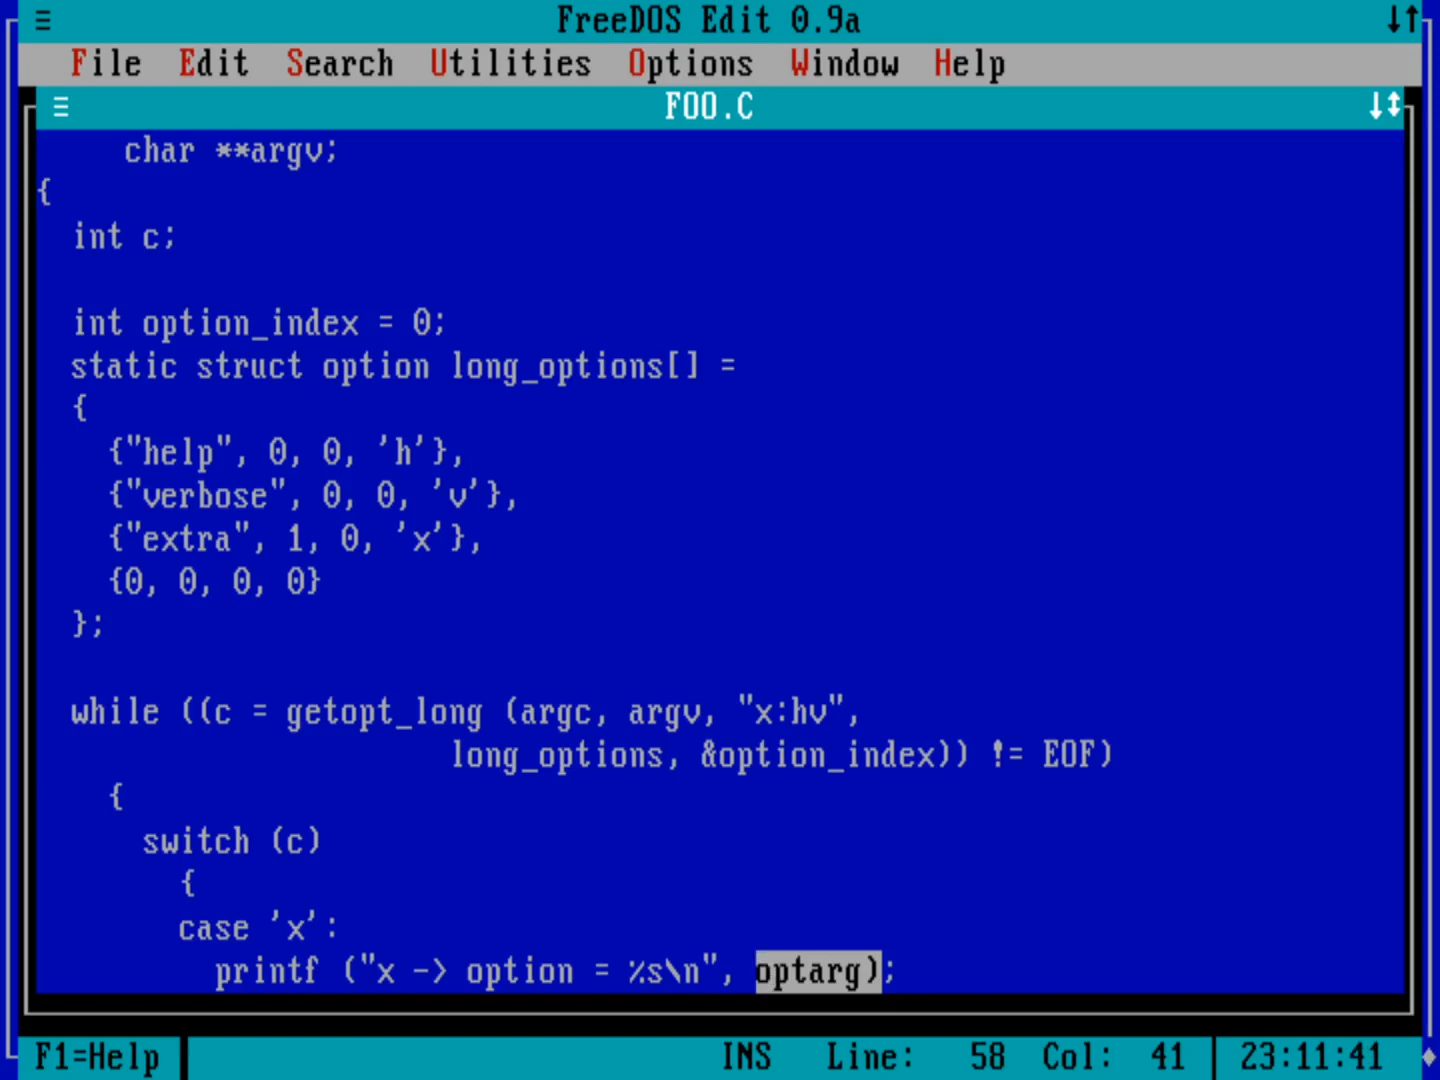 ≡ FreeDOS Edit 0.9a ↓↑
File Edit Search Utilities Options Window Help
≡ FOO.C ↓↕
char **argv;
{
int c;
int option_index = 0;
static struct option long_options[] =
{
{"help", 0, 0, 'h'},
{"verbose", 0, 0, 'v'},
{"extra", 1, 0, 'x'},
{0, 0, 0, 0}
};
while ((c = getopt_long (argc, argv, "x:hv",
long_options, &option_index)) != EOF)
{
switch (c)
{
case 'x':
printf ("x -> option = %s\n", optarg);
F1=Help INS Line: 58 Col: 41 23:11:41